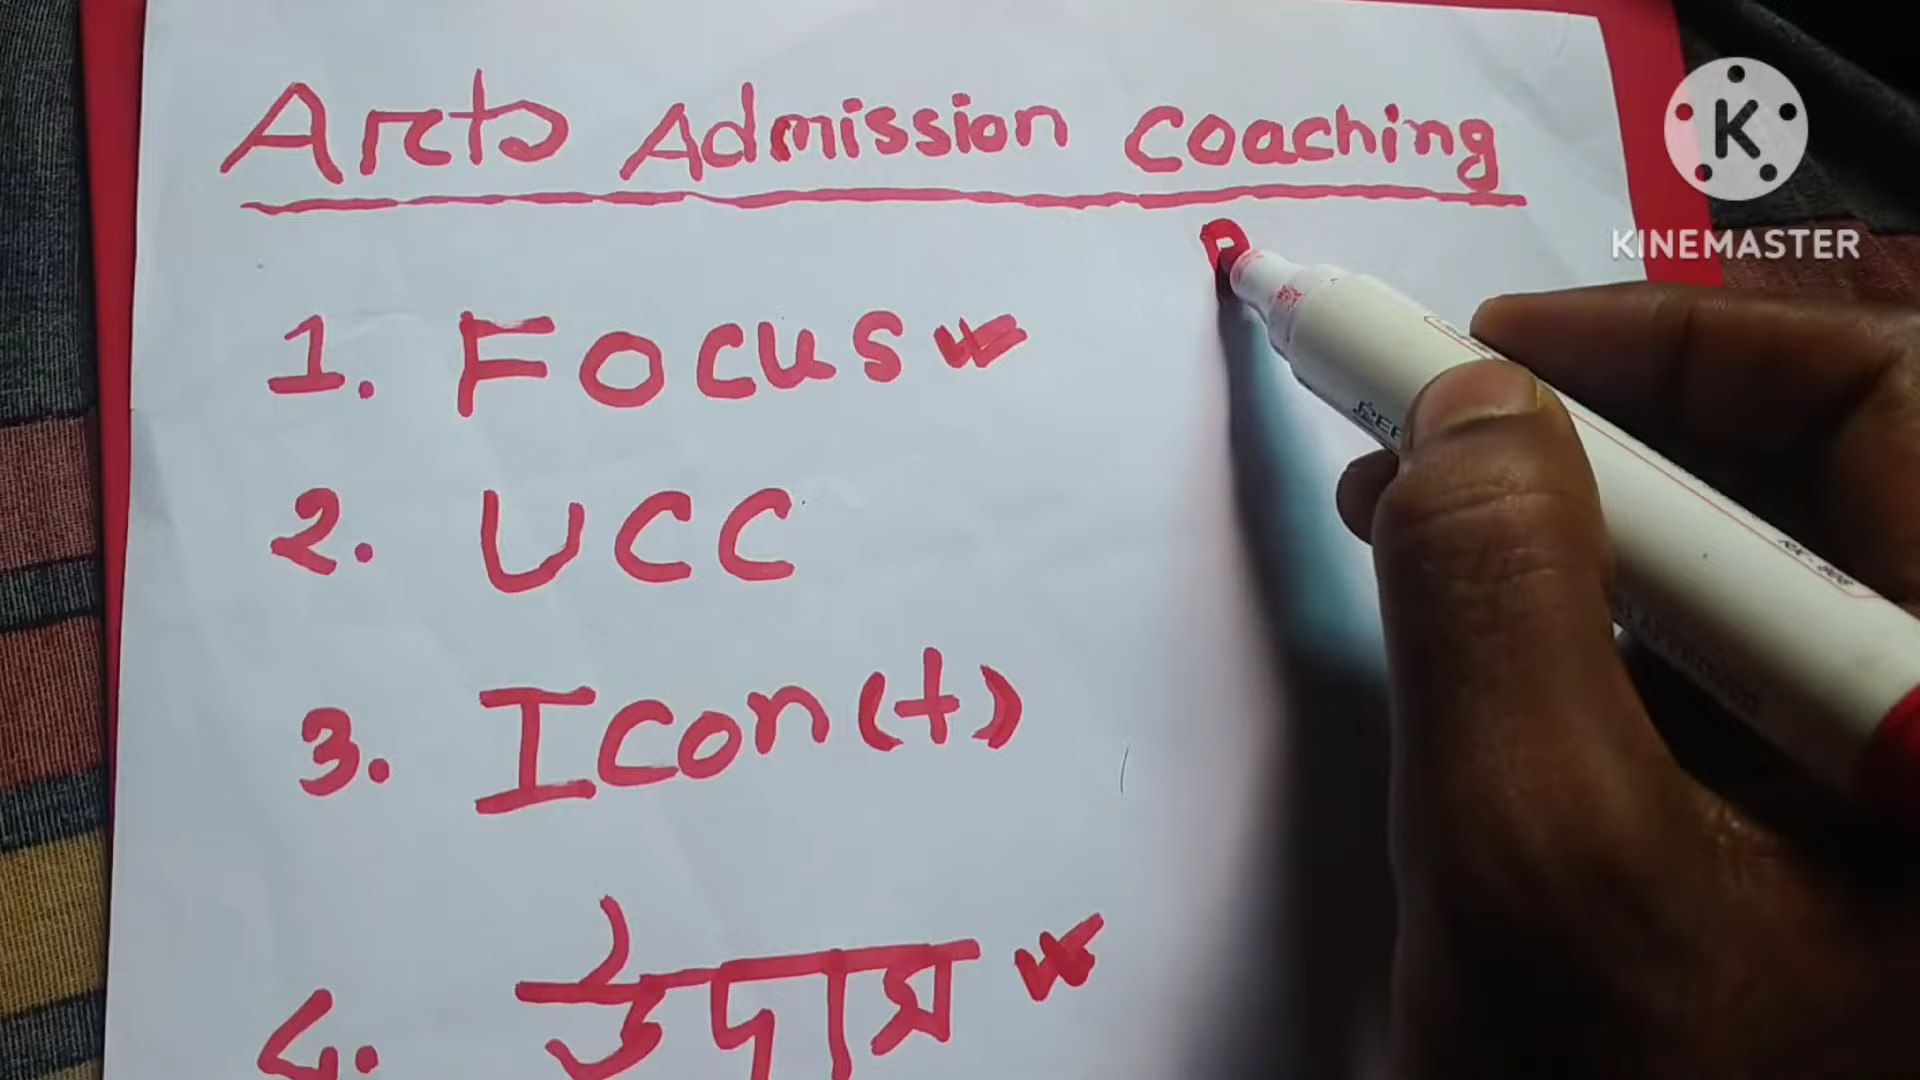 Arts Admission Coaching
K
KINEMASTER
1. Focus
2. UCC
3. Icon(+)
4. উদ্ভাস